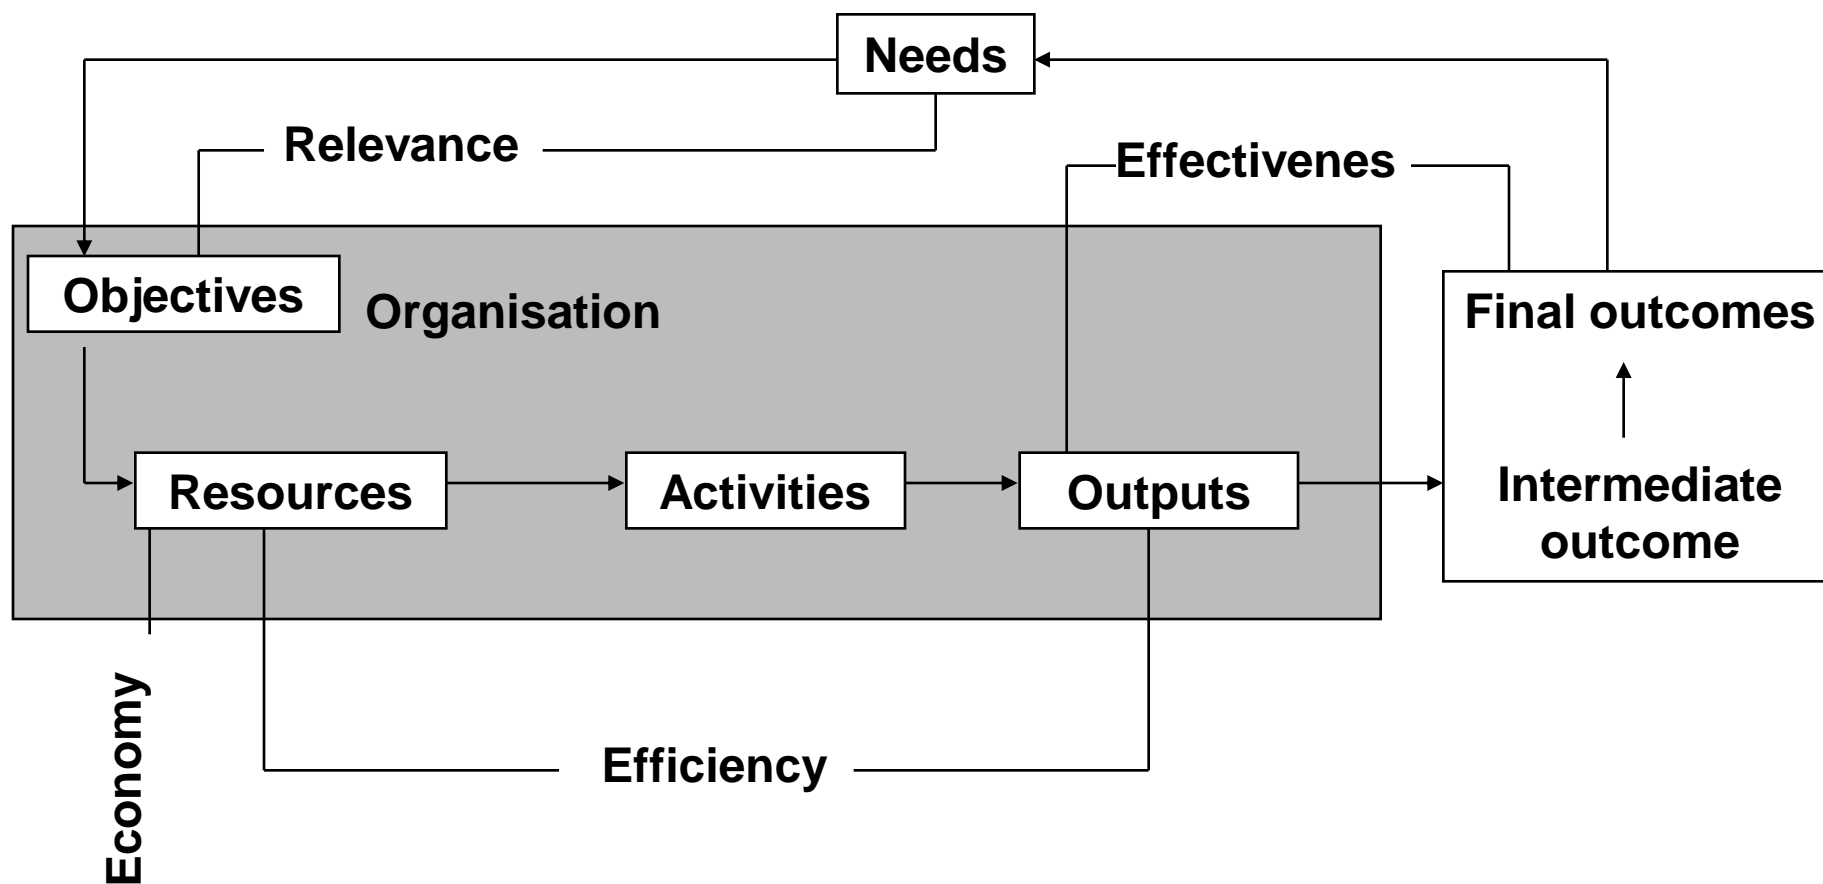 Needs
Relevance
Effectivenes
Objectives
Organisation
Final outcomes
Resources
Activities
Outputs
Intermediate
outcome
Efficiency
Economy